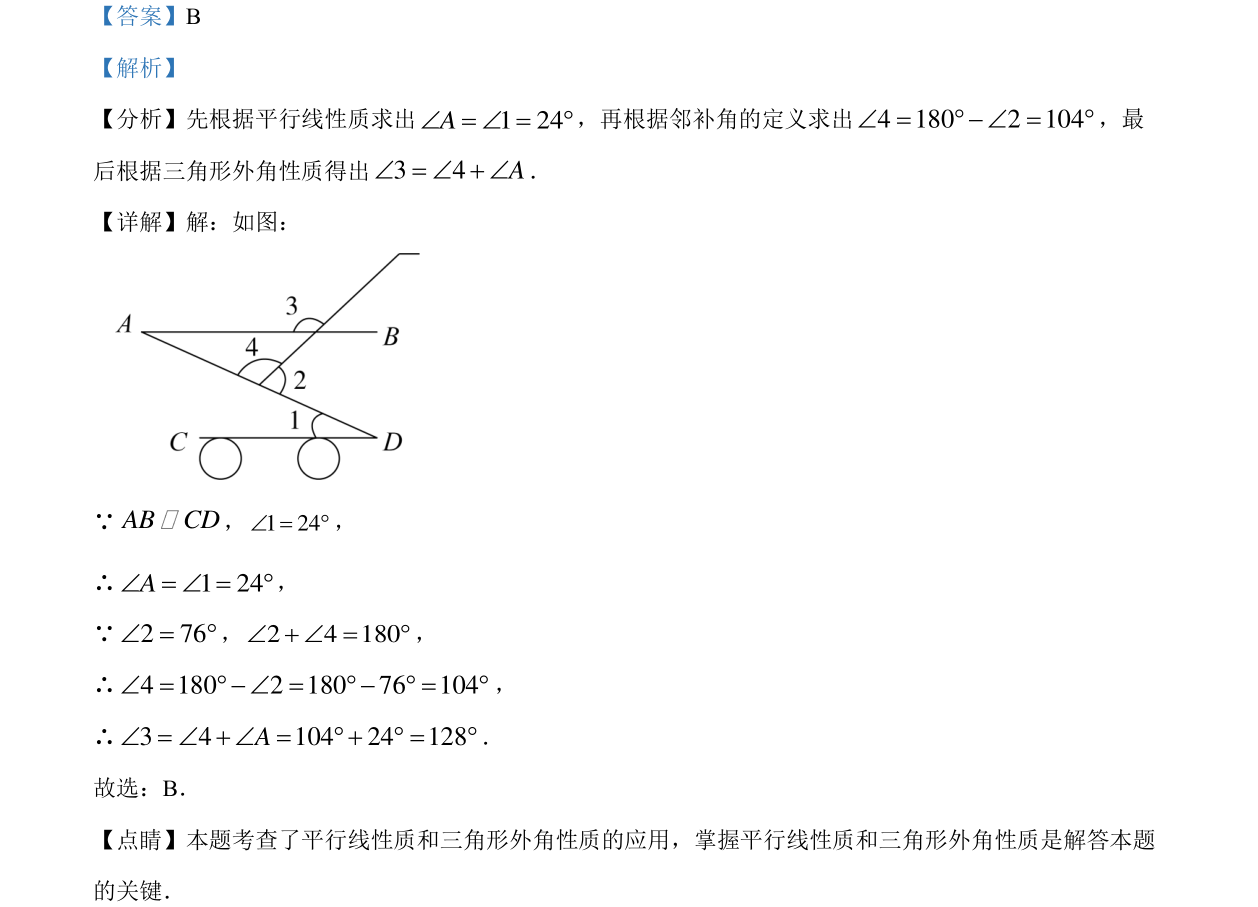 【答案】B
【解析】
【分析】先根据平行线性质求出∠A=∠1=24°，再根据邻补角的定义求出∠4=180°−∠2=104°，最
后根据三角形外角性质得出∠3=∠4+∠A．
【详解】解：如图：
3
A
B
4
2
1
C
D
∵AB□CD，∠1=24°，
∴∠A=∠1=24°，
∵∠2=76°，∠2+∠4=180°，
∴∠4=180°−∠2=180°−76°=104°，
∴∠3=∠4+∠A=104°+24°=128°．
故选：B．
【点睛】本题考查了平行线性质和三角形外角性质的应用，掌握平行线性质和三角形外角性质是解答本题
的关键．